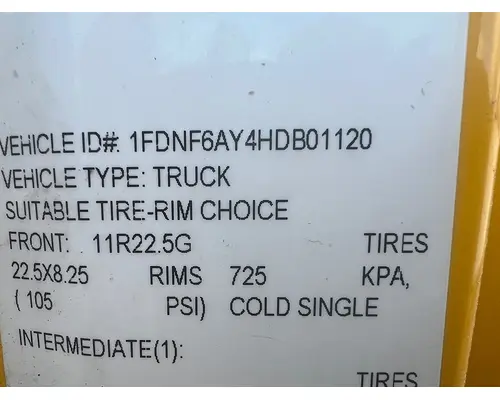 VEHICLE ID#: 1FDNF6AY4HDB01120
VEHICLE TYPE: TRUCK
SUITABLE TIRE-RIM CHOICE
FRONT: 11R22.5G TIRES
22.5X8.25 RIMS 725 KPA,
( 105 PSI) COLD SINGLE
INTERMEDIATE(1):
TIRES